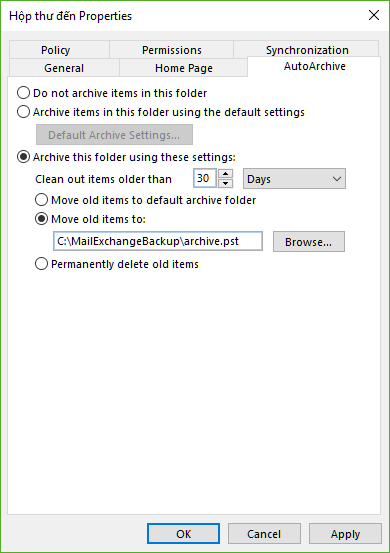 Hộp thư đến Properties
Policy Permissions Synchronization
General Home Page AutoArchive
Do not archive items in this folder
Archive items in this folder using the default settings
Default Archive Settings...
Archive this folder using these settings:
Clean out items older than 30 Days
Move old items to default archive folder
Move old items to:
C:\MailExchangeBackup\archive.pst Browse...
Permanently delete old items
OK Cancel Apply